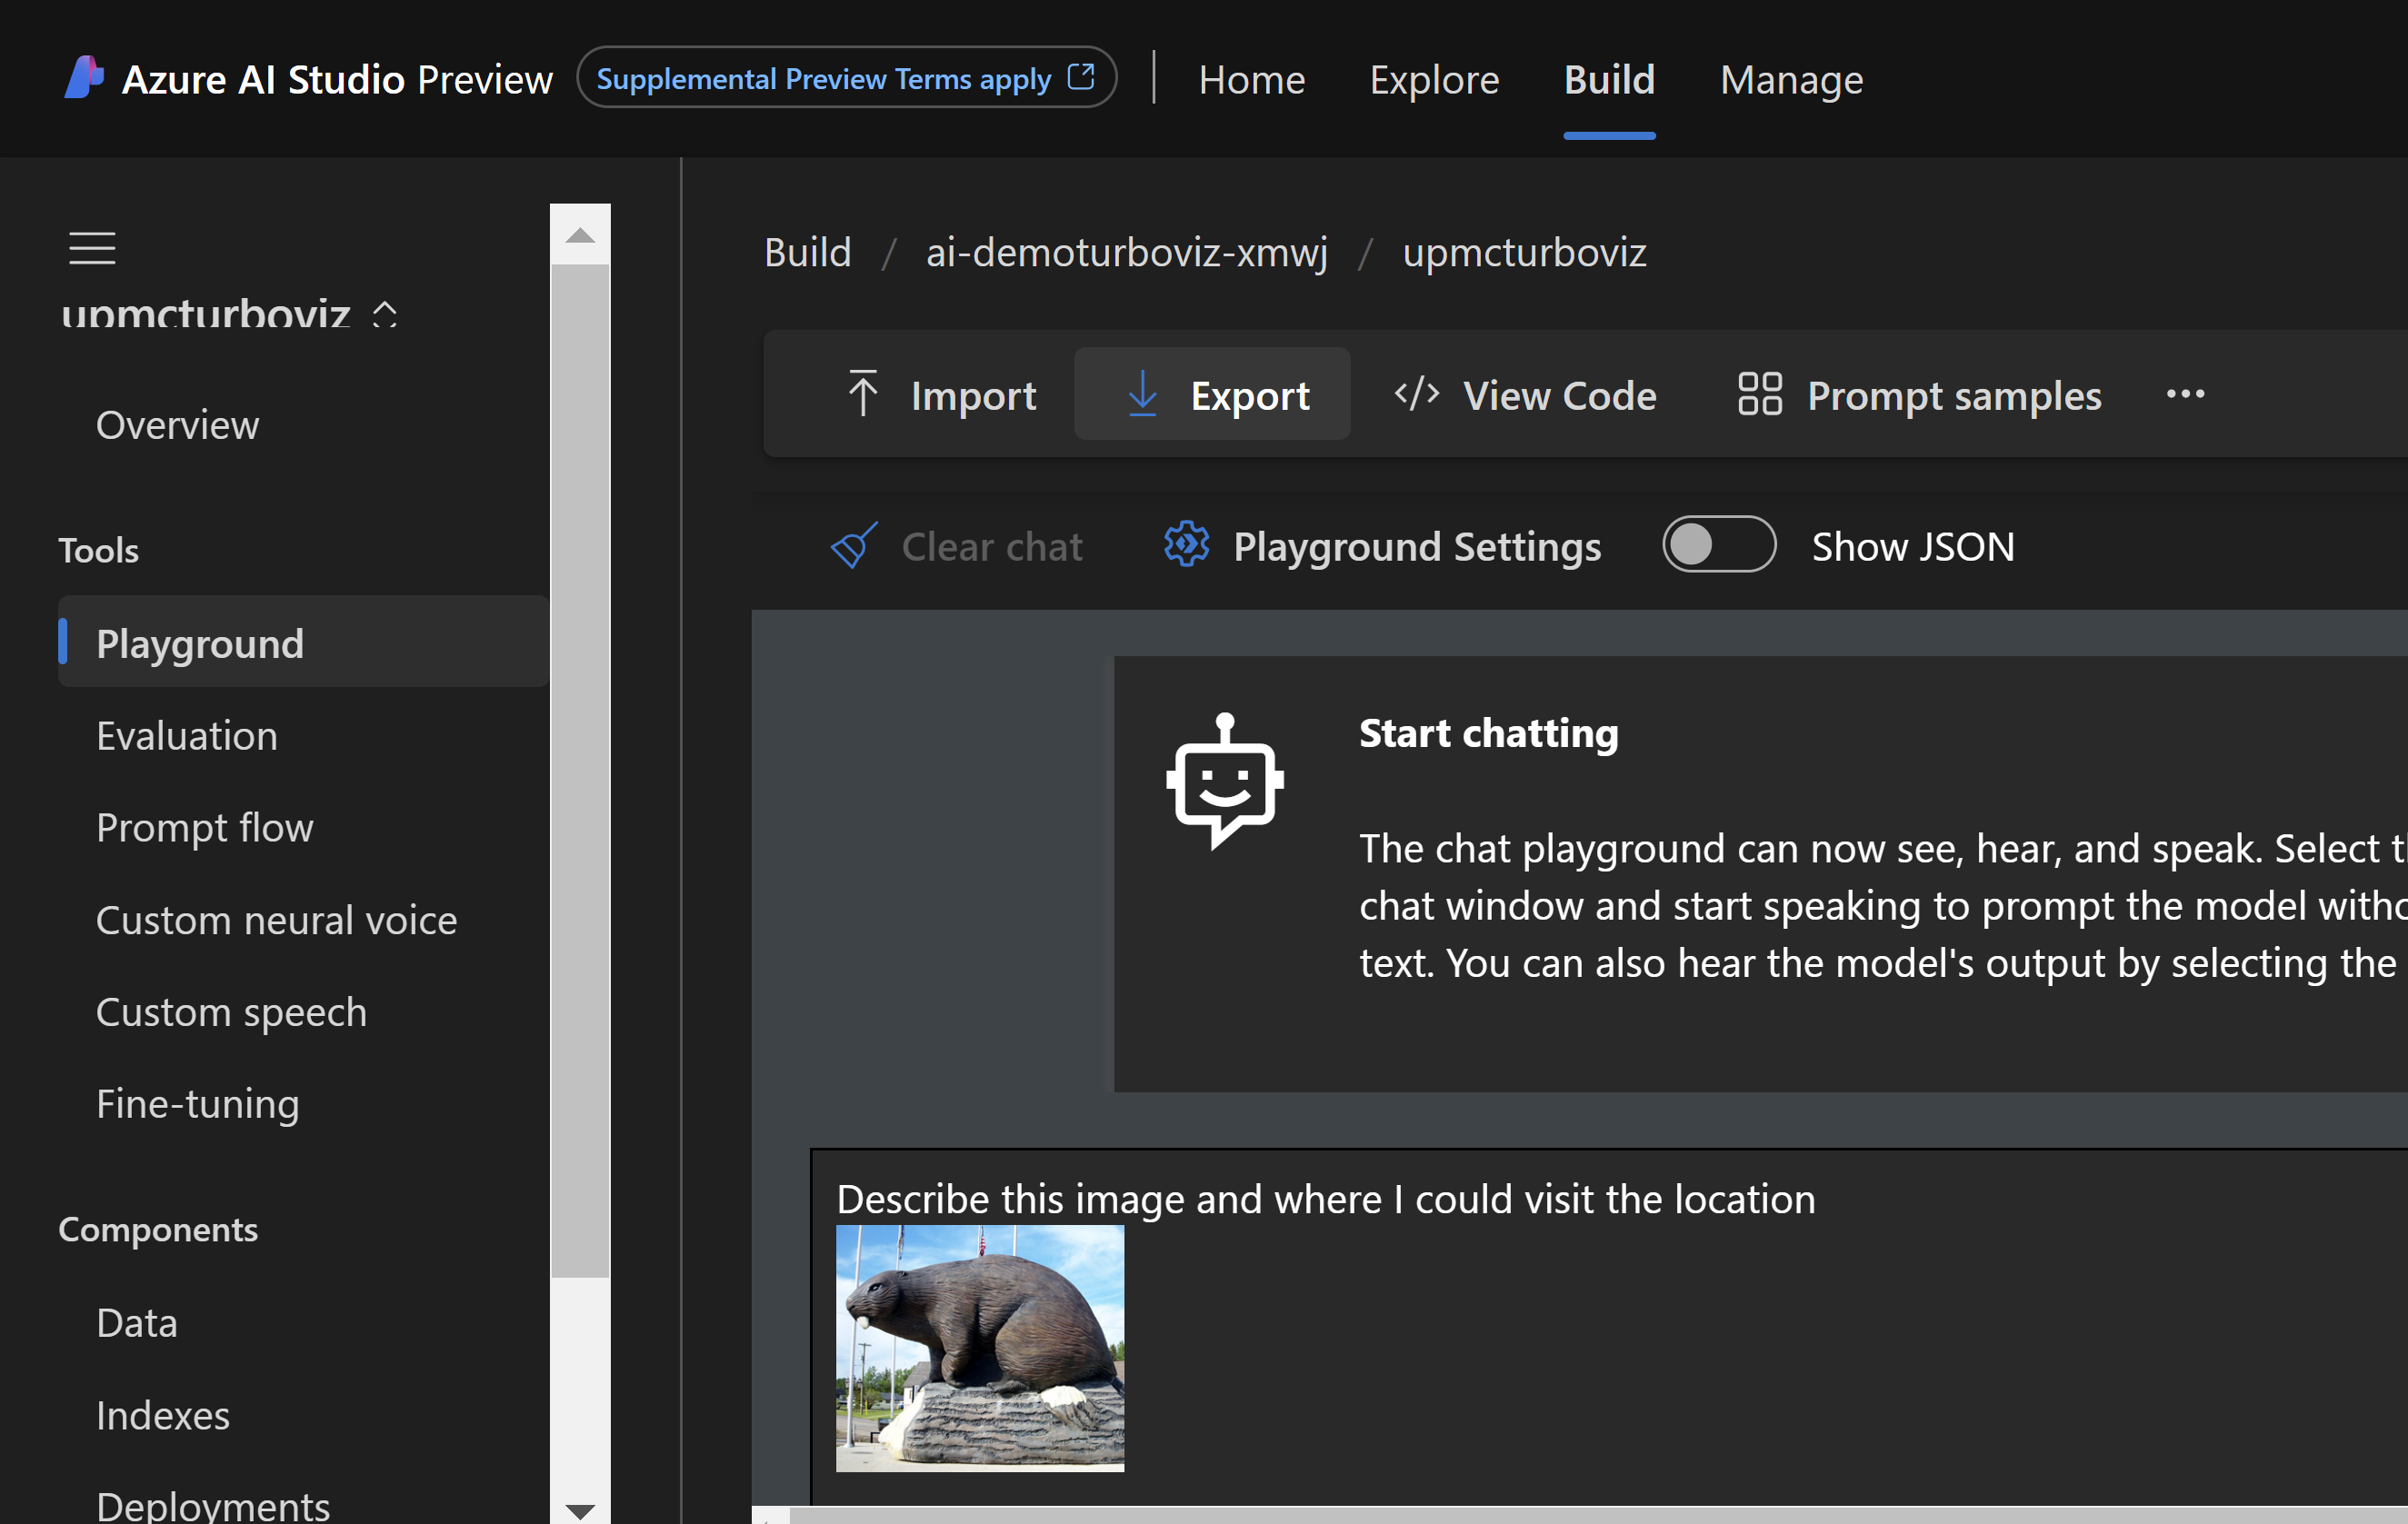 Azure AI Studio Preview
Supplemental Preview Terms apply
Home
Explore
Build
Manage
upmcturboviz
Overview
Tools
Playground
Evaluation
Prompt flow
Custom neural voice
Custom speech
Fine-tuning
Components
Data
Indexes
Deployments
Build / ai-demoturboviz-xmwj / upmcturboviz
Import
Export
</> View Code
Prompt samples
...
Clear chat
Playground Settings
Show JSON
Start chatting
The chat playground can now see, hear, and speak. Select
chat window and start speaking to prompt the model
text. You can also hear the model's output by selecting the
Describe this image and where I could visit the location